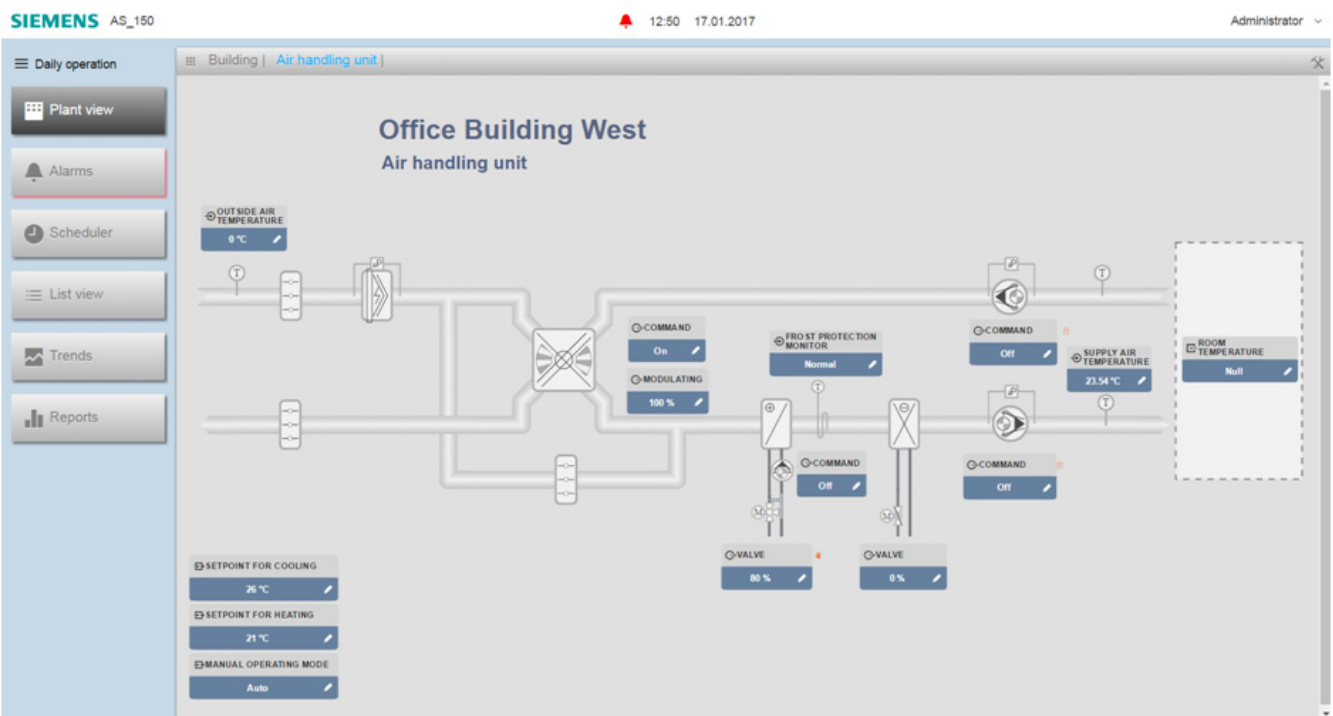 SIEMENS AS_150
12:50 17.01.2017
Administrator
Daily operation
Building | Air handling unit |
Plant view
Alarms
Scheduler
List view
Trends
Reports
Office Building West
Air handling unit
OUTSIDE AIR
TEMPERATURE
0 °C
T
T
COMMAND
On
MODULATING
100 %
FROST PROTECTION
MONITOR
Normal
T
COMMAND
Off
SUPPLY AIR
TEMPERATURE
23.54 °C
T
ROOM
TEMPERATURE
Null
COMMAND
Off
COMMAND
Off
M
M
VALVE
80 %
VALVE
0 %
SETPOINT FOR COOLING
26 °C
SETPOINT FOR HEATING
21 °C
MANUAL OPERATING MODE
Auto